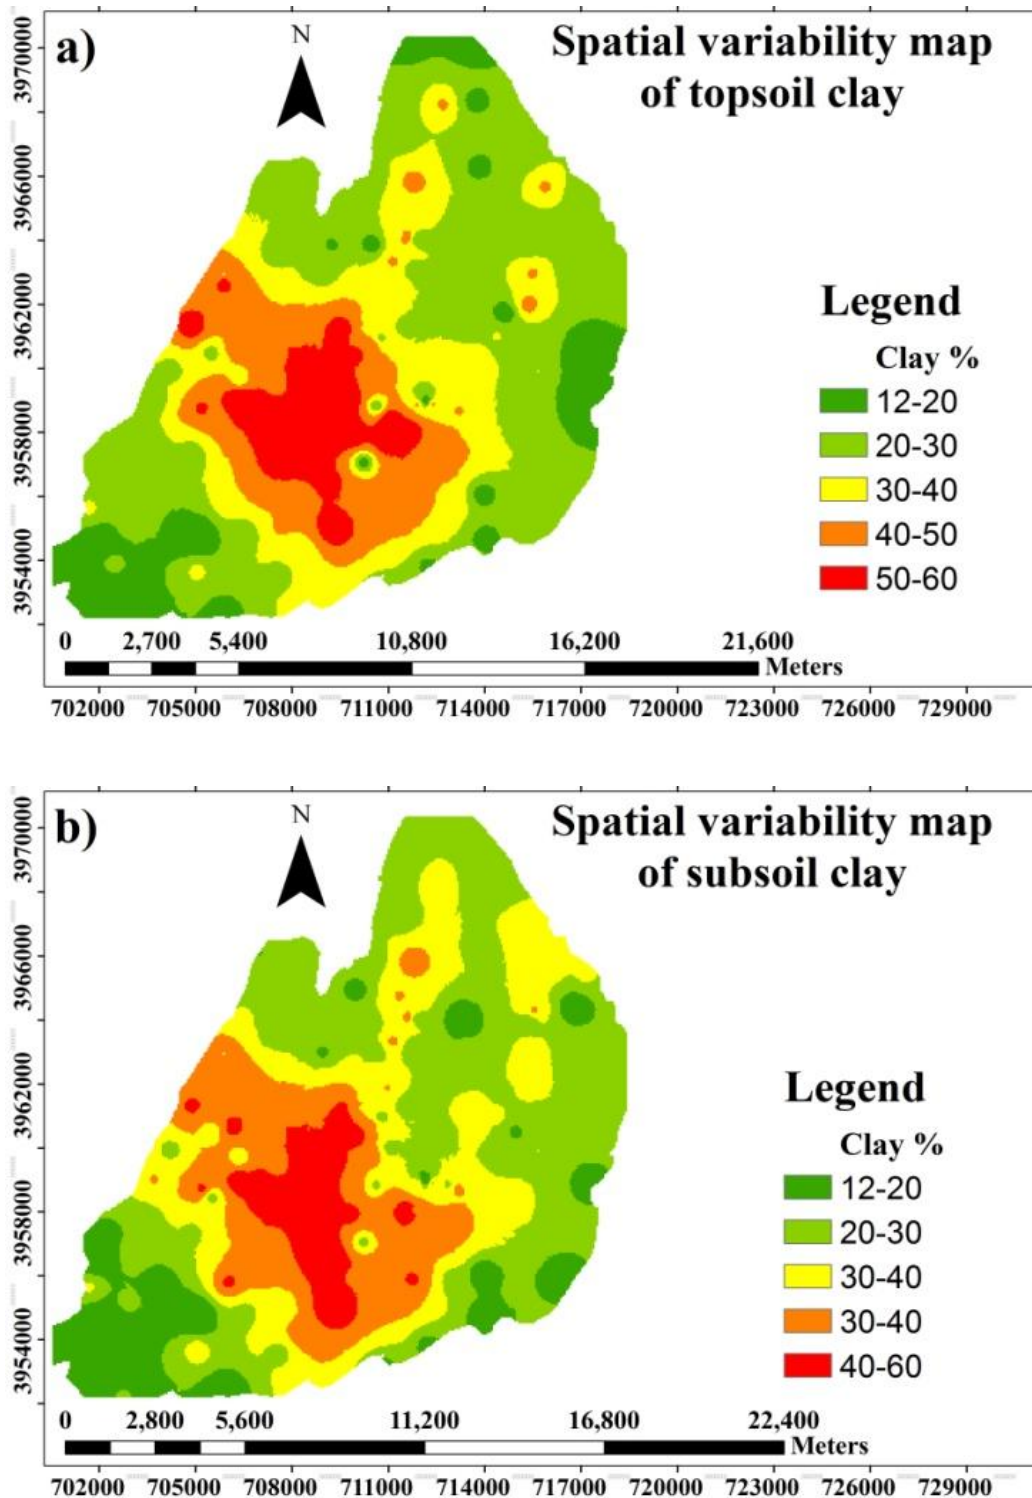 a)
N
Spatial variability map
of topsoil clay
3970000
3966000
3962000
3958000
3954000
Legend
Clay %
12-20
20-30
30-40
40-50
50-60
0 2,700 5,400 10,800 16,200 21,600
Meters
702000 705000 708000 711000 714000 717000 720000 723000 726000 729000
b)
N
Spatial variability map
of subsoil clay
3970000
3966000
3962000
3958000
3954000
Legend
Clay %
12-20
20-30
30-40
30-40
40-60
0 2,800 5,600 11,200 16,800 22,400
Meters
702000 705000 708000 711000 714000 717000 720000 723000 726000 729000